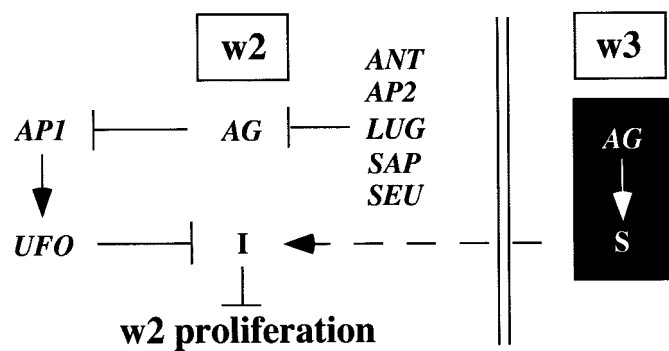 w2
w3
ANT
AP2
AP1
AG
LUG
AG
SAP
SEU
UFO
I
S
w2 proliferation